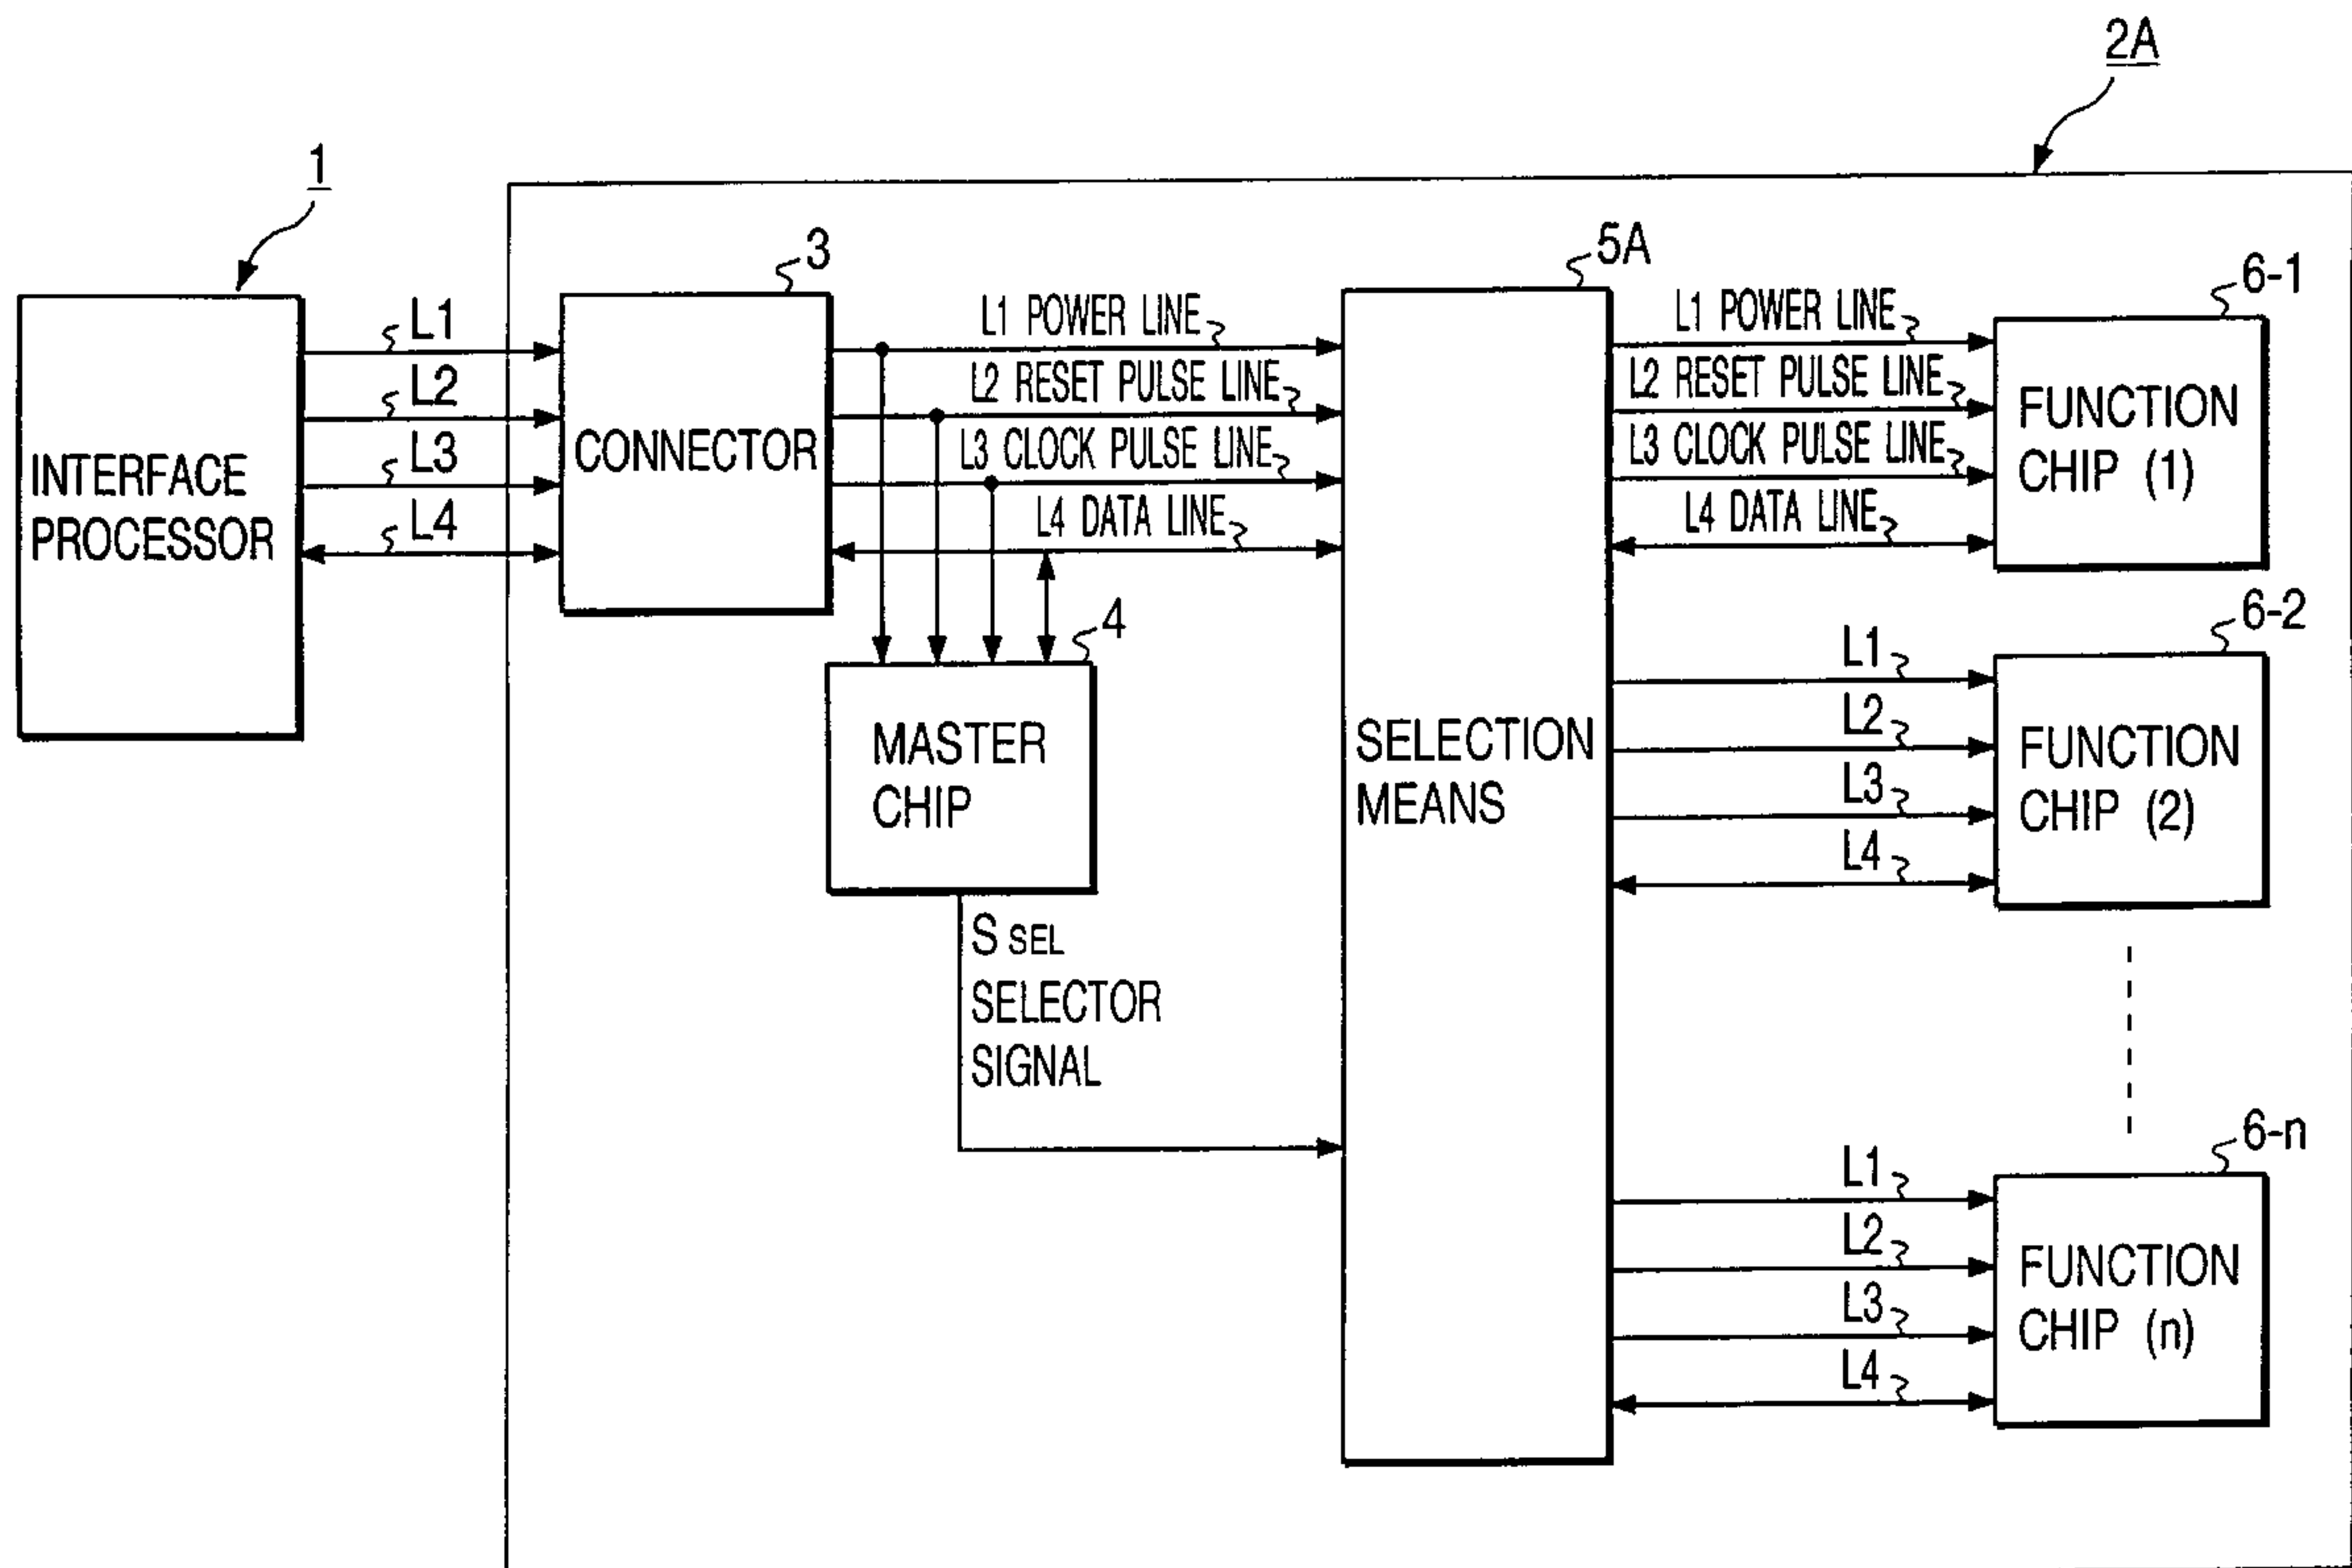 2A
1
3
5A
6-1
L1
L2
L3
L4
INTERFACE
PROCESSOR
CONNECTOR
L1 POWER LINE
L2 RESET PULSE LINE
L3 CLOCK PULSE LINE
L4 DATA LINE
4
MASTER
CHIP
S SEL
SELECTOR
SIGNAL
SELECTION
MEANS
L1 POWER LINE
L2 RESET PULSE LINE
L3 CLOCK PULSE LINE
L4 DATA LINE
FUNCTION
CHIP (1)
6-2
L1
L2
L3
L4
FUNCTION
CHIP (2)
6-n
L1
L2
L3
L4
FUNCTION
CHIP (n)